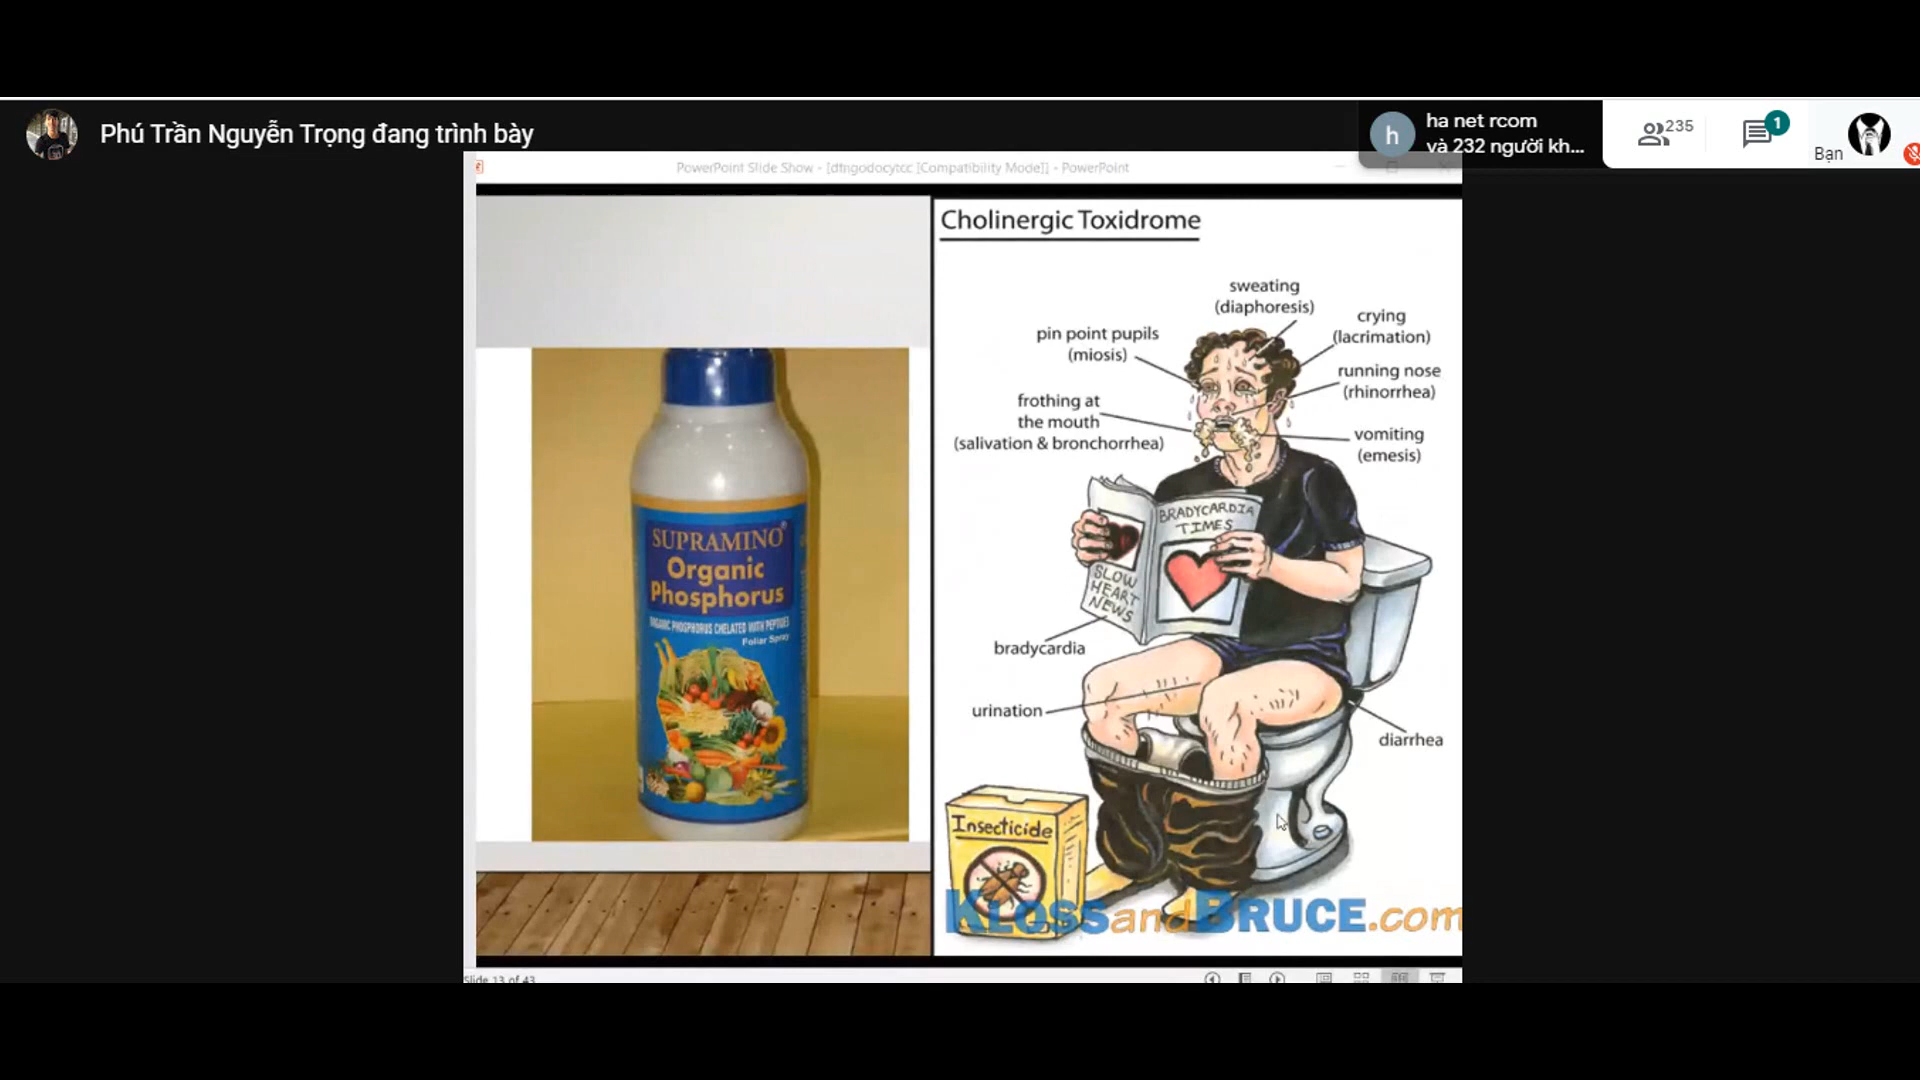 Phú Trần Nguyễn Trọng đang trình bày
ha net rcom
và 232 người kh...
235
1
Bạn
h
PowerPoint Slide Show - [dtngodocytcc [Compatibility Mode]] - PowerPoint
SUPRAMINO®
Organic
Phosphorus
ORGANIC PHOSPHORUS CHELATED WITH PEPTIDES
Foliar Spray
Cholinergic Toxidrome
sweating
(diaphoresis)
crying
(lacrimation)
pin point pupils
(miosis)
running nose
(rhinorrhea)
frothing at
the mouth
(salivation & bronchorrhea)
vomiting
(emesis)
BRADYCARDIA
TIMES
SLOW
HEART
NEWS
bradycardia
urination
diarrhea
Insecticide
KLOSSandBRUCE.com
Slide 13 of 43